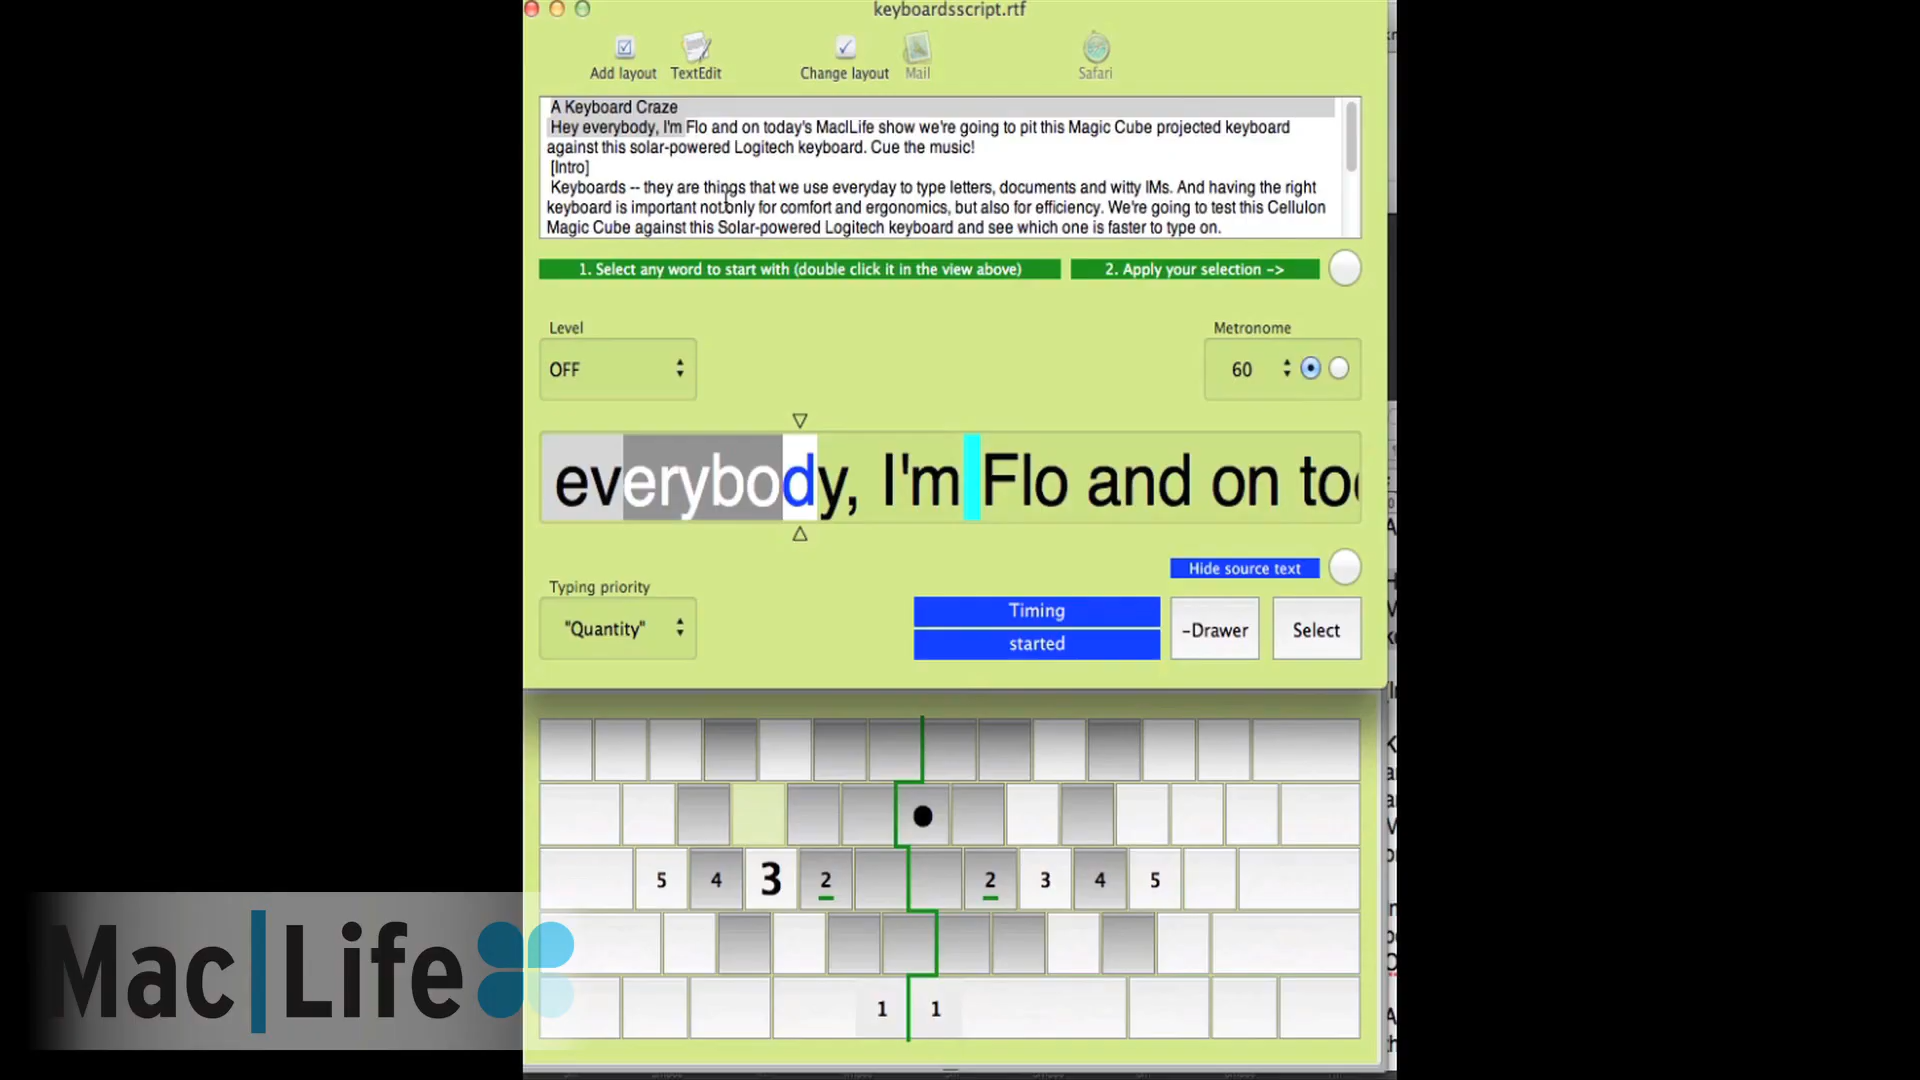 keyboardsscript.rtf
Add layout TextEdit Change layout Mail Safari
A Keyboard Craze
Hey everybody, I'm Flo and on today's Mac|Life show we're going to pit this Magic Cube projected keyboard
against this solar-powered Logitech keyboard. Cue the music!
[Intro]
Keyboards -- they are things that we use everyday to type letters, documents and witty IMs. And having the right
keyboard is important not only for comfort and ergonomics, but also for efficiency. We're going to test this Cellulon
Magic Cube against this Solar-powered Logitech keyboard and see which one is faster to type on.
1. Select any word to start with (double click it in the view above) 2. Apply your selection ->
Level Metronome
OFF 60
everybody, I'm Flo and on tod
Hide source text
Typing priority
"Quantity" Timing started -Drawer Select
5 4 3 2 2 3 4 5
1 1
Mac|Life